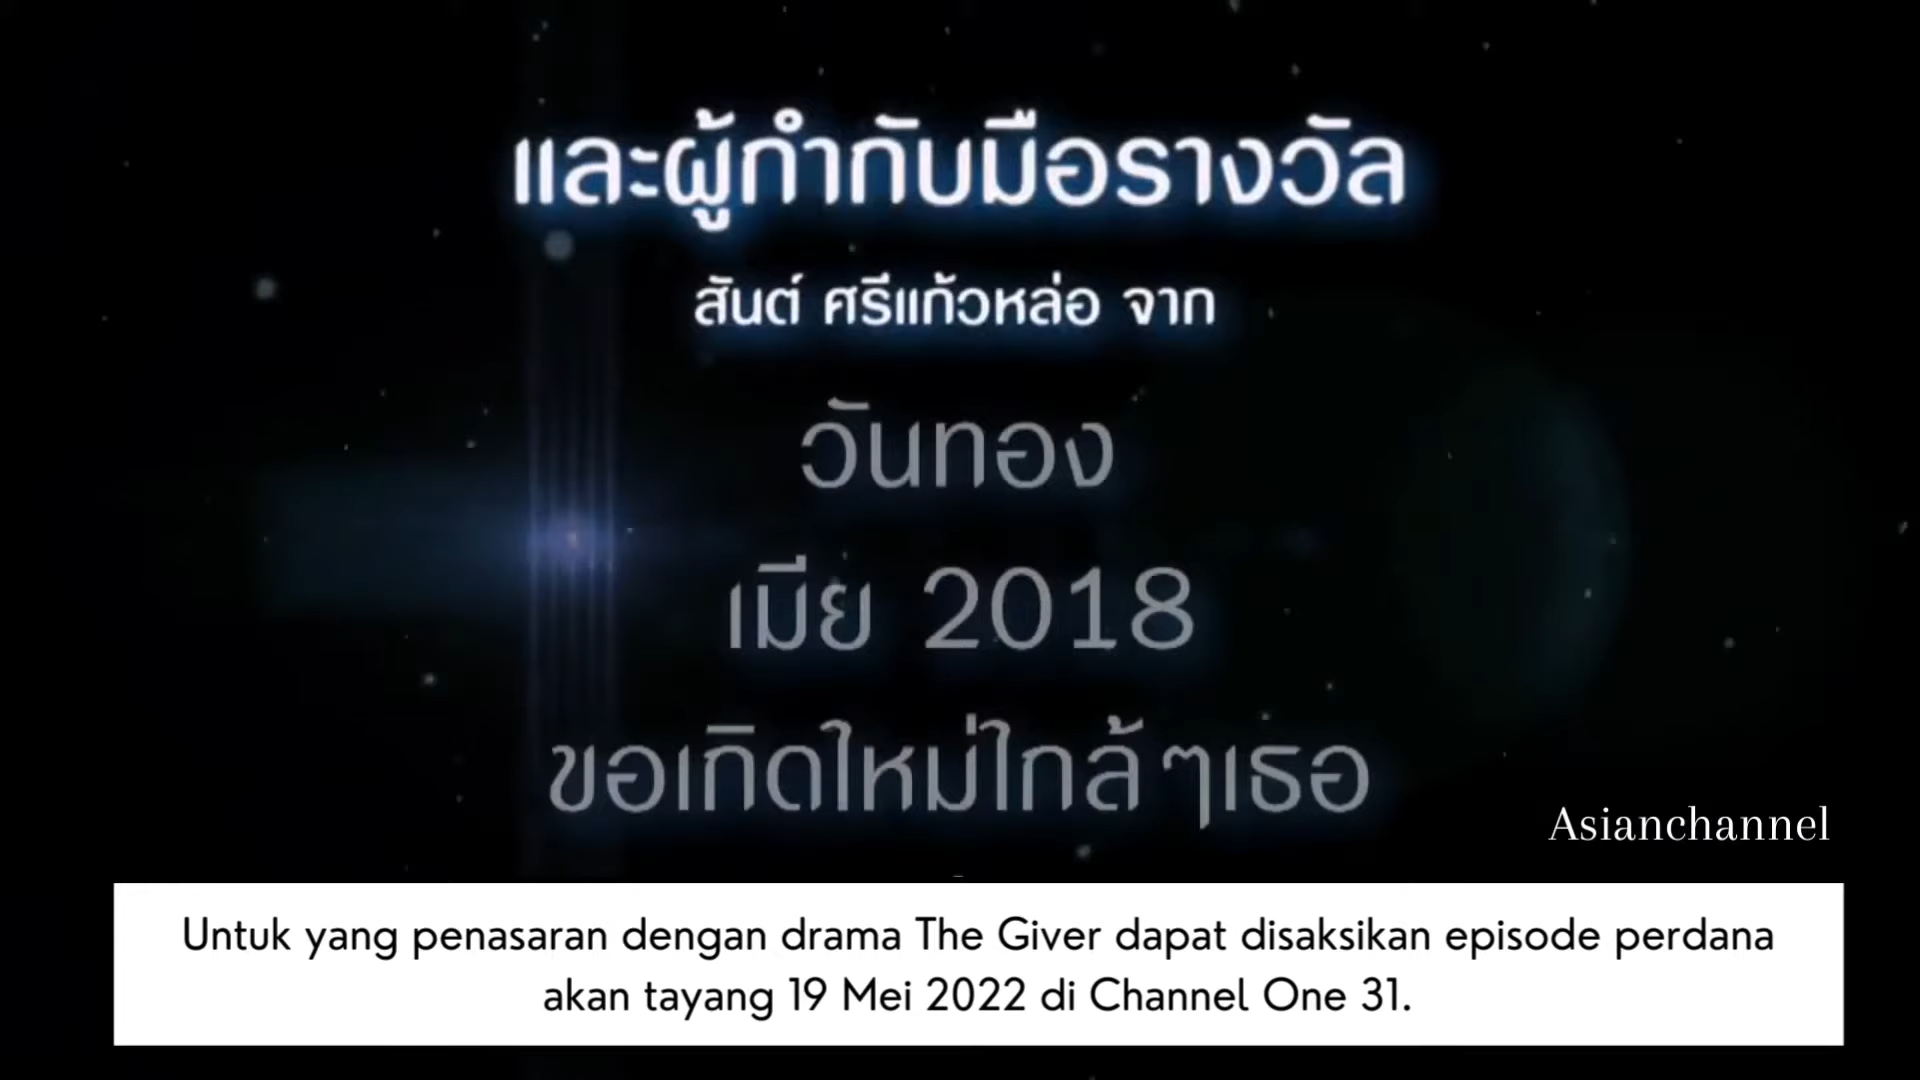 และผู้กำกับมือรางวัล
สันต์ ศรีแก้วหล่อ จาก
วันทอง
เมีย 2018
ขอเกิดใหม่ใกล้ๆเธอ
Asianchannel
Untuk yang penasaran dengan drama The Giver dapat disaksikan episode perdana
akan tayang 19 Mei 2022 di Channel One 31.